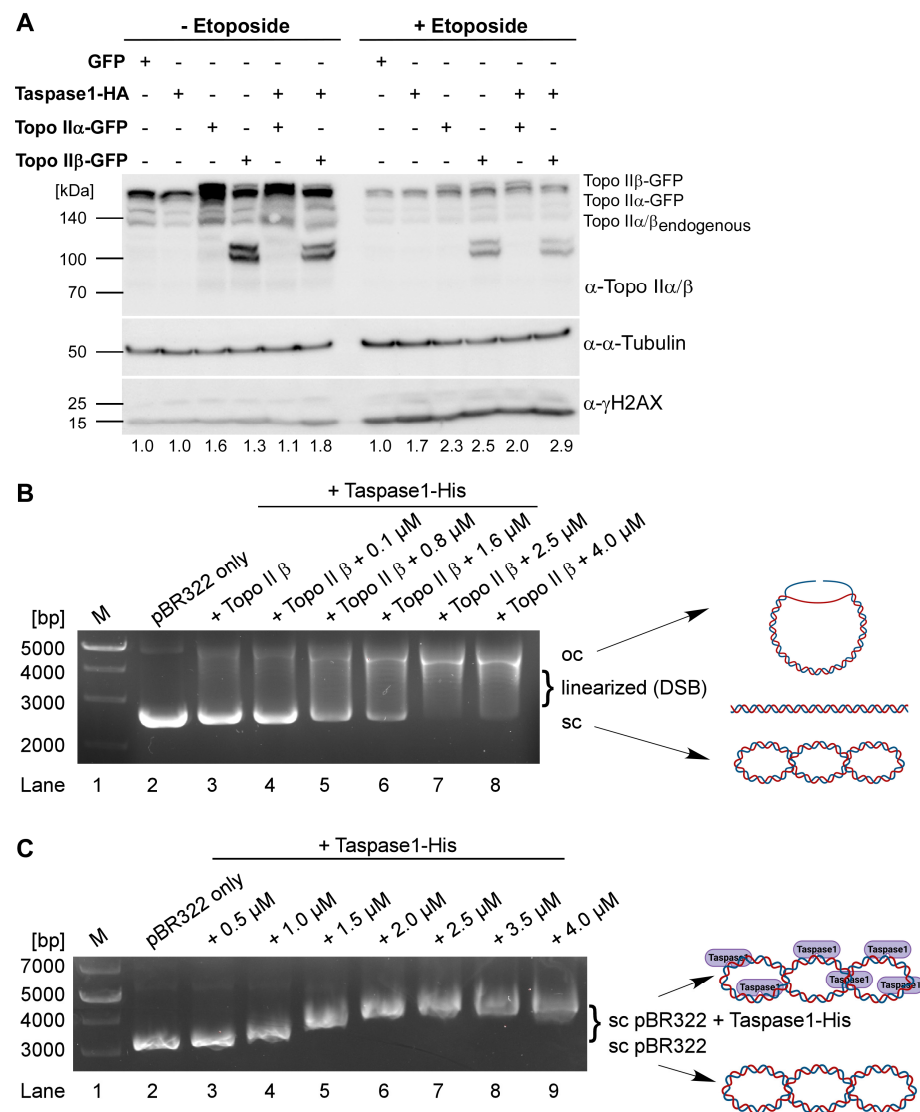 A
- Etoposide + Etoposide
GFP + - - - - - + - - - - -
Taspase1-HA - + - - + + - + - - + +
Topo IIα-GFP - - + - + - - - + - + -
Topo IIβ-GFP - - - + - + - - - + - +
[kDa]
140
100
70
50
25
15
Topo IIβ-GFP
Topo IIα-GFP
Topo IIα/βendogenous
α-Topo IIα/β
α-α-Tubulin
α-γH2AX
1.0 1.0 1.6 1.3 1.1 1.8 1.0 1.7 2.3 2.5 2.0 2.9
B
+ Taspase1-His
[bp]
M
pBR322 only
+ Topo II β
+ Topo II β + 0.1 µM
+ Topo II β + 0.8 µM
+ Topo II β + 1.6 µM
+ Topo II β + 2.5 µM
+ Topo II β + 4.0 µM
5000
4000
3000
2000
oc
linearized (DSB)
sc
Lane 1 2 3 4 5 6 7 8
C
+ Taspase1-His
[bp]
M
pBR322 only
+ 0.5 µM
+ 1.0 µM
+ 1.5 µM
+ 2.0 µM
+ 2.5 µM
+ 3.5 µM
+ 4.0 µM
7000
5000
4000
3000
sc pBR322 + Taspase1-His
sc pBR322
Taspase1
Taspase1
Taspase1
Taspase1
Taspase1
Taspase1
Lane 1 2 3 4 5 6 7 8 9